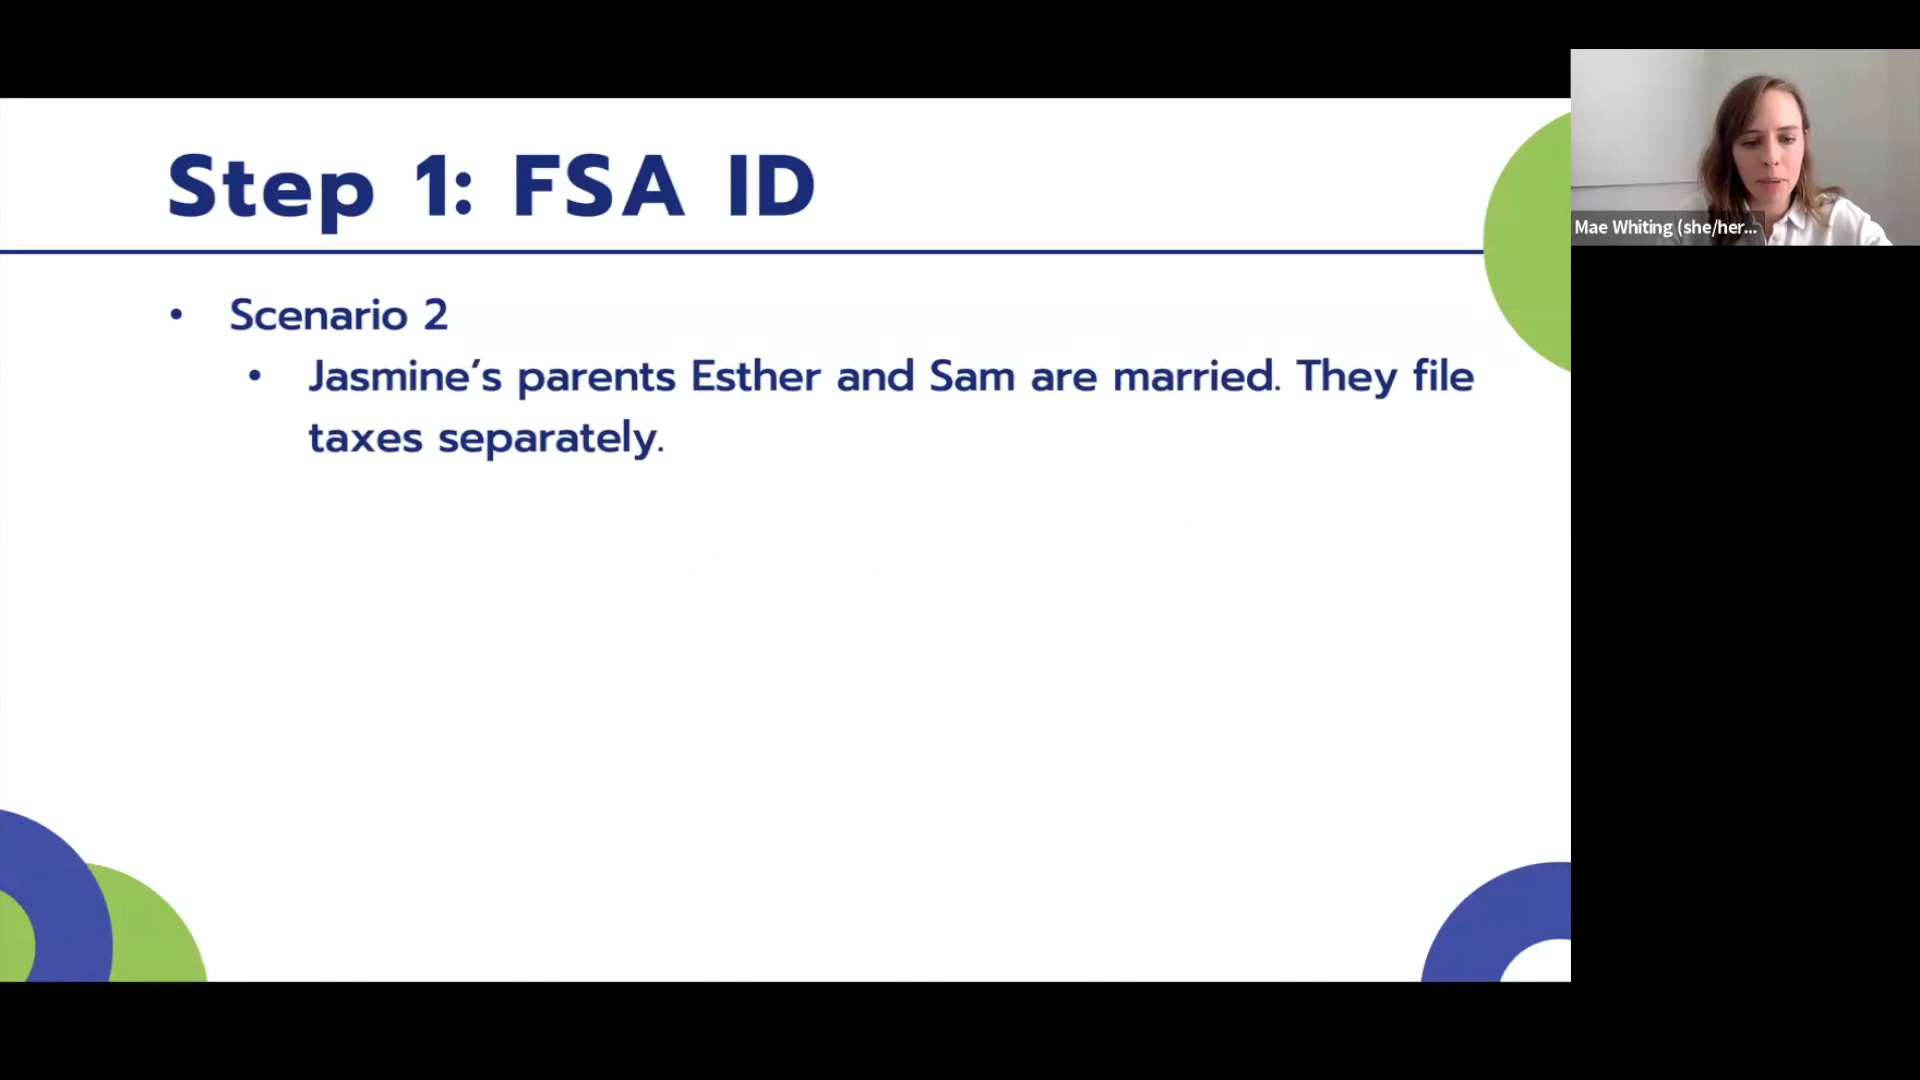 Step 1: FSA ID
• Scenario 2
• Jasmine’s parents Esther and Sam are married. They file
taxes separately.
Mae Whiting (she/her...